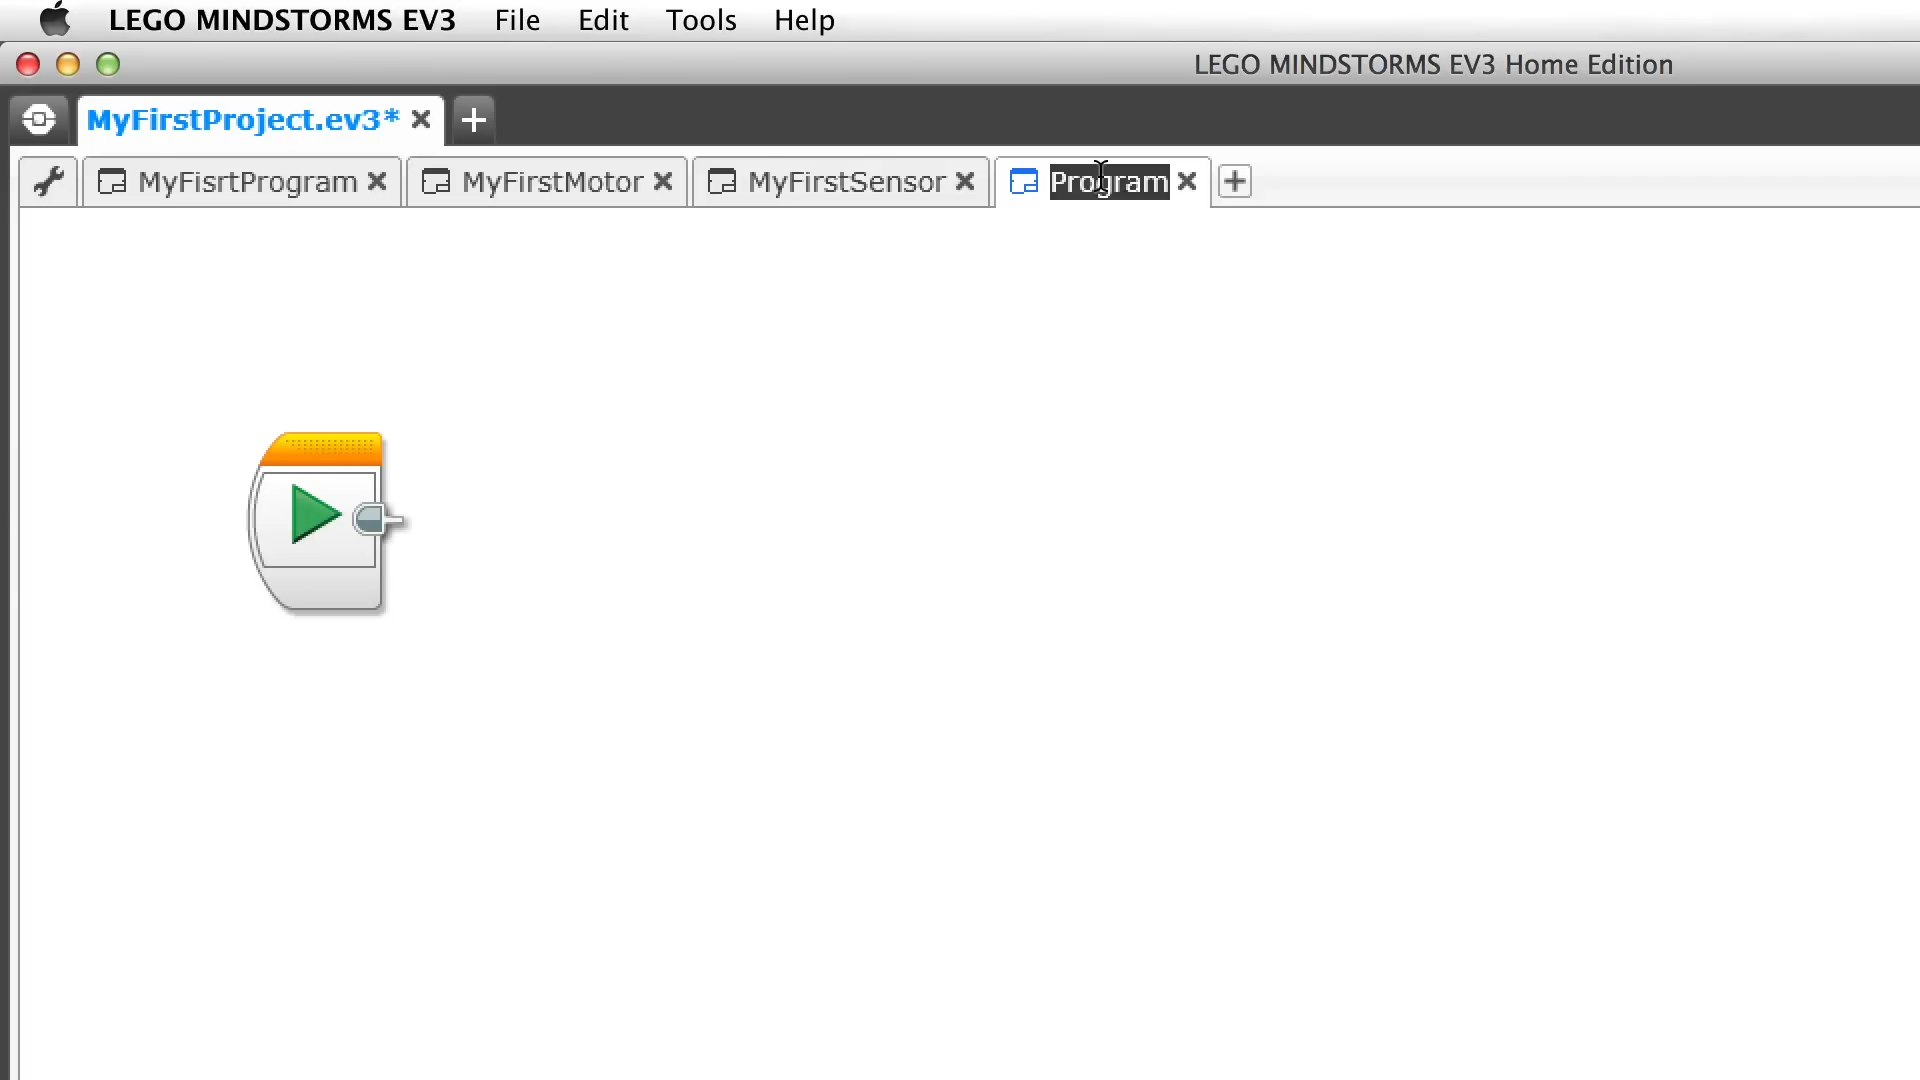 LEGO MINDSTORMS EV3 File Edit Tools Help
LEGO MINDSTORMS EV3 Home Edition
MyFirstProject.ev3*
MyFisrtProgram MyFirstMotor MyFirstSensor Program